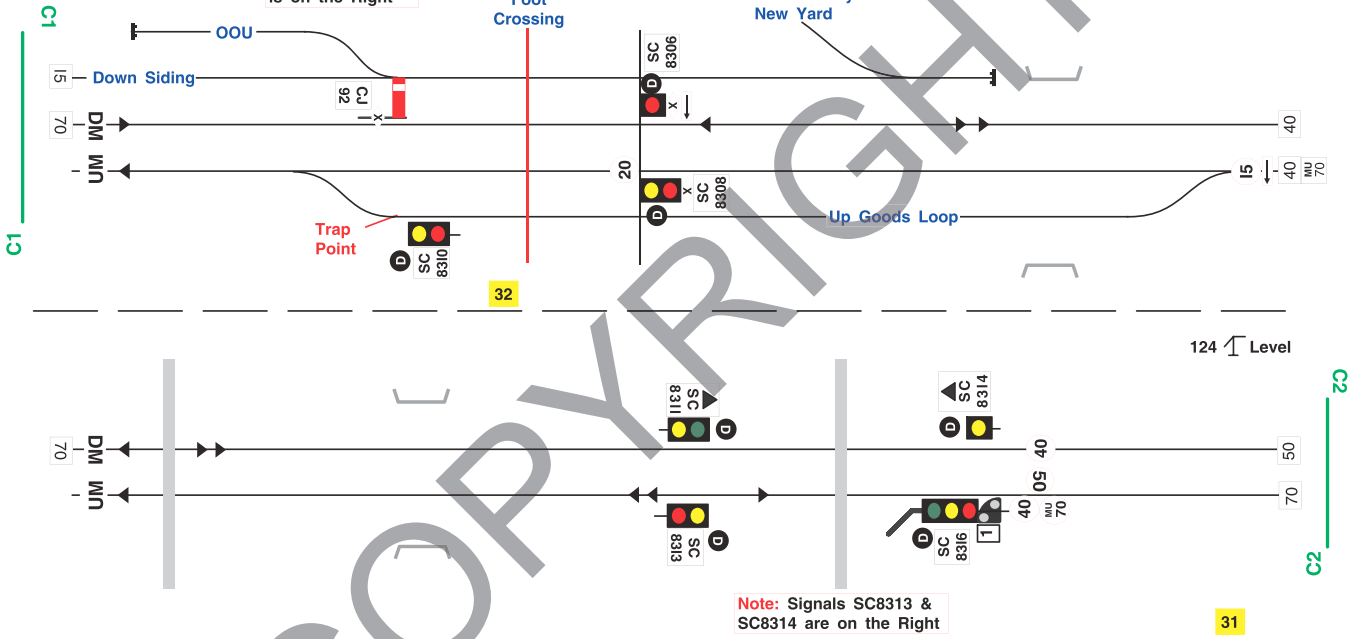 is on the Right
Foot
Crossing
New Yard
C1
C1
OOU
15
Down Siding
CJ
92
X
SC
8306
D
X
70
DM
40
UM
20
15
40
MU
70
X
SC
8308
D
Up Goods Loop
Trap
Point
D
SC
8310
32
124
Level
C2
C2
SC
8311
D
SC
8314
D
70
DM
40
50
UM
50
70
40
MU
70
SC
8313
D
D
SC
8316
1
Note: Signals SC8313 &
SC8314 are on the Right
31
COPYRIGHT